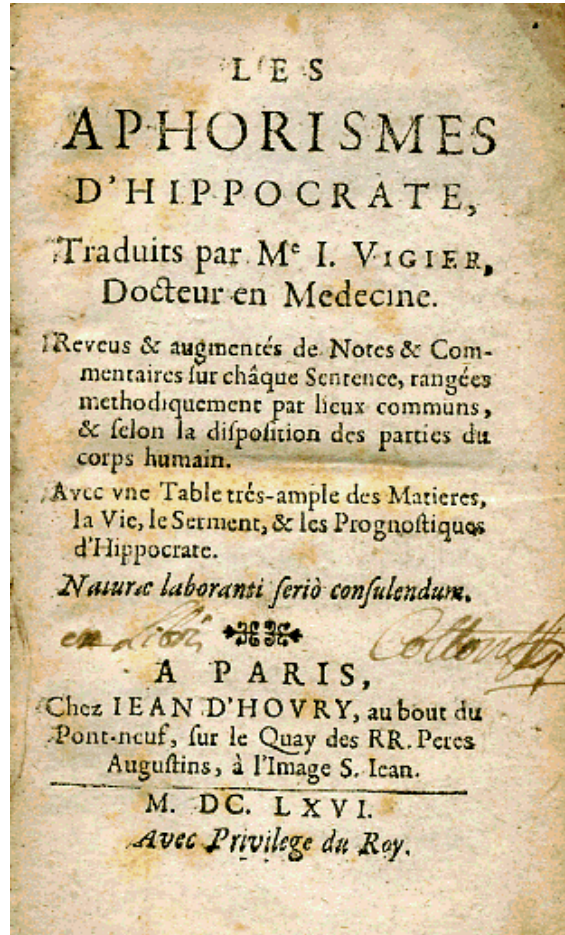 LES
APHORISMES
D'HIPPOCRATE,
Traduits par Me I. VIGIER,
Docteur en Medecine.
Reveus & augmentés de Notes & Com-
mentaires ſur châque Sentence, rangées
methodiquement par lieux communs,
& ſelon la diſpoſition des parties du
corps humain.
Avec vne Table trés-ample des Matieres,
la Vie, le Serment, & les Prognoſtiques
d'Hippocrate.
Naturæ laboranti ſeriò conſulendum.
A PARIS,
Chez IEAN D'HOVRY, au bout du
Pont-neuf, ſur le Quay des RR. Peres
Auguſtins, à l'Image S. Iean.
M. DC. LXVI.
Avec Privilege du Roy.